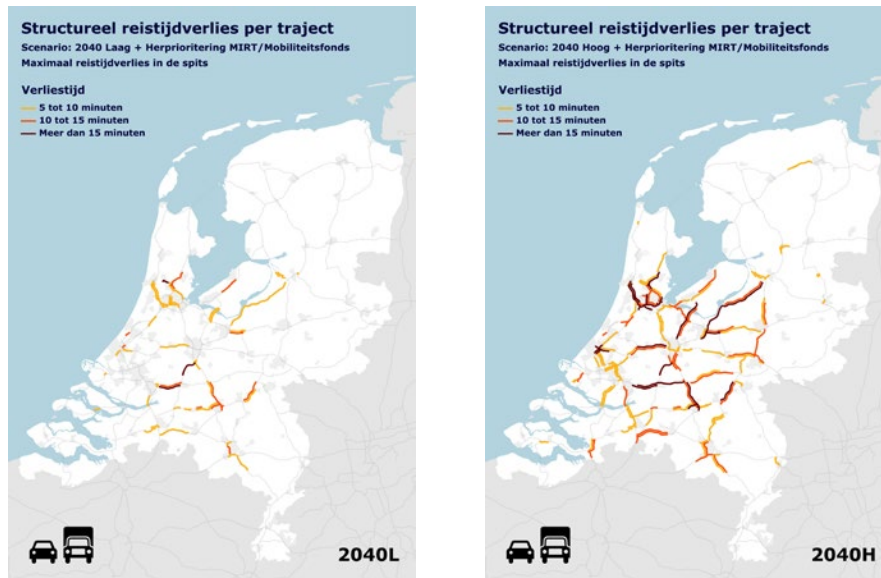 Structureel reistijdverlies per traject
Scenario: 2040 Laag + Herprioritering MIRT/Mobiliteitsfonds
Maximaal reistijdverlies in de spits
Verliestijd
5 tot 10 minuten
10 tot 15 minuten
Meer dan 15 minuten
2040L
Structureel reistijdverlies per traject
Scenario: 2040 Hoog + Herprioritering MIRT/Mobiliteitsfonds
Maximaal reistijdverlies in de spits
Verliestijd
5 tot 10 minuten
10 tot 15 minuten
Meer dan 15 minuten
2040H